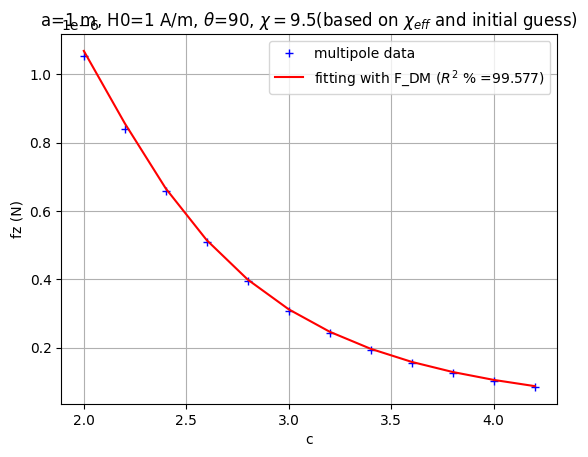 a=1 m, H0=1 A/m, θ=90, χ = 9.5(based on χ_eff and initial guess)
1e−6
multipole data
fitting with F_DM (R² % =99.577)
1.0
0.8
0.6
0.4
0.2
fz (N)
2.0 2.5 3.0 3.5 4.0
c